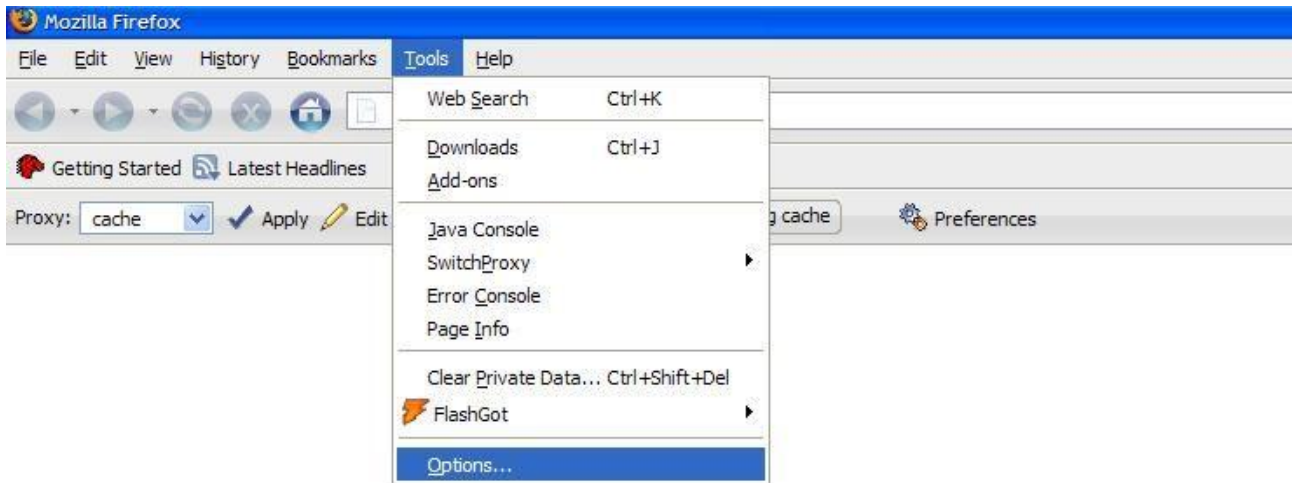 Mozilla Firefox
File Edit View History Bookmarks Tools Help
Web Search Ctrl+K
Downloads Ctrl+J
Getting Started Latest Headlines
Add-ons
Proxy: cache Apply Edit cache Preferences
Java Console
SwitchProxy
Error Console
Page Info
Clear Private Data... Ctrl+Shift+Del
FlashGot
Options...